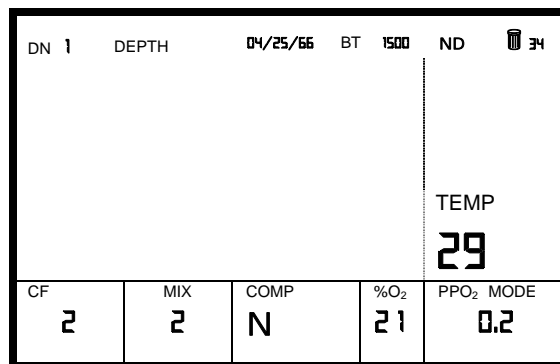 DN 1 DEPTH 04/25/66 BT 1500 ND 34
TEMP
29
CF MIX COMP %O₂ PPO₂ MODE
2 2 N 21 0.2